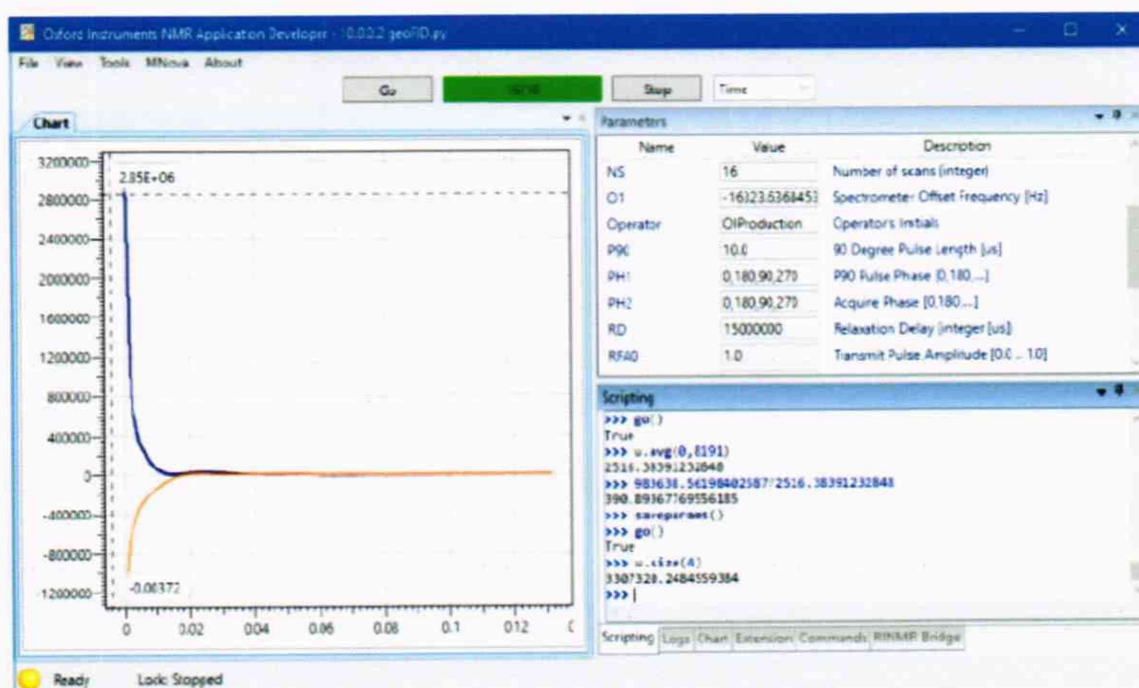 Oxford Instruments NMR Application Developer - 10.0.0.2 geoFID.py
File View Tools MNova About
Go
16/16
Stop
Time
Chart
3200000
2.85E+06
2800000
2400000
2000000
1600000
1200000
800000
400000
0
-400000
-800000
-1200000
-0.00372
0 0.02 0.04 0.06 0.08 0.1 0.12
Parameters
Name Value Description
NS 16 Number of scans (integer)
O1 Spectrometer Offset Frequency [Hz]
Operator OIProduction Operator's Initials
P90 10.0 90 Degree Pulse Length [us]
PH1 0,180,90,270 P90 Pulse Phase [0,180,...]
PH2 0,180,90,270 Acquire Phase [0,180,...]
RD 15000000 Relaxation Delay (integer [us])
RFA0 1.0 Transmit Pulse Amplitude [0.0 ... 1.0]
Scripting
>>> go()
True
>>> u.avg(0,8191)
2516.38391232848
>>> 983638.56198402587/2516.38391232848
390.89367769556185
>>> saveparams()
>>> go()
True
>>> u.size(4)
3307320.2484559384
>>>
Scripting Logs Chart Extension Commands RINMR Bridge
Ready Lock: Stopped